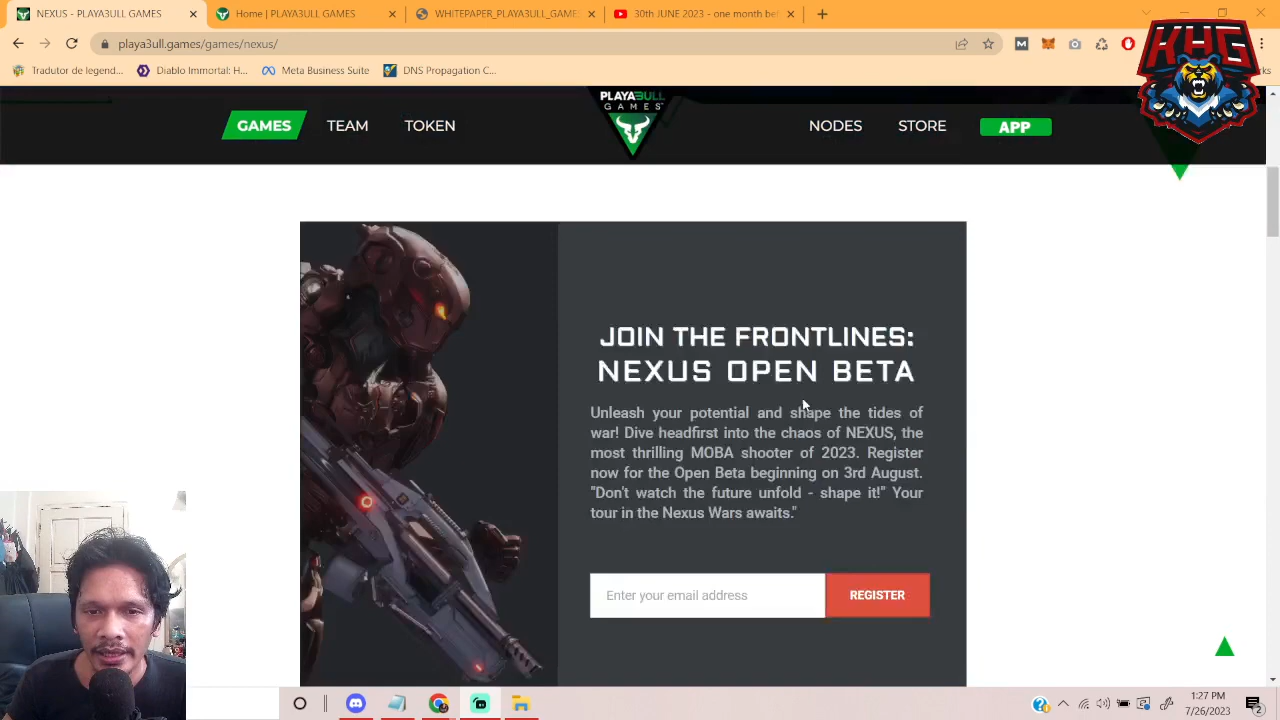 NEXUS - PLAYA3ULL GAMES
Home | PLAYA3ULL GAMES
WHITEPAPER_PLAYA3ULL_GAMES
30th JUNE 2023 - one month be
playa3ull.games/games/nexus/
Tradutor de legend...
Diablo Immortal: H...
Meta Business Suite
DNS Propagation C...
KHG
GAMES
TEAM
TOKEN
PLAYA3ULL
GAMES
NODES
STORE
APP
JOIN THE FRONTLINES:
NEXUS OPEN BETA
Unleash your potential and shape the tides of
war! Dive headfirst into the chaos of NEXUS, the
most thrilling MOBA shooter of 2023. Register
now for the Open Beta beginning on 3rd August.
"Don't watch the future unfold - shape it!" Your
tour in the Nexus Wars awaits."
Enter your email address
REGISTER
1:27 PM
7/26/2023
2